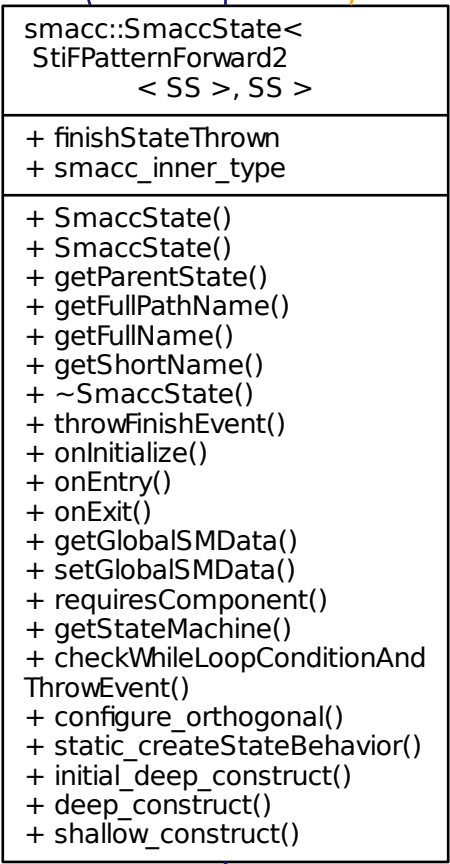 smacc::SmaccState<
StiFPatternForward2
< SS >, SS >
+ finishStateThrown
+ smacc_inner_type
+ SmaccState()
+ SmaccState()
+ getParentState()
+ getFullPathName()
+ getFullName()
+ getShortName()
+ ~SmaccState()
+ throwFinishEvent()
+ onInitialize()
+ onEntry()
+ onExit()
+ getGlobalSMData()
+ setGlobalSMData()
+ requiresComponent()
+ getStateMachine()
+ checkWhileLoopConditionAnd
ThrowEvent()
+ configure_orthogonal()
+ static_createStateBehavior()
+ initial_deep_construct()
+ deep_construct()
+ shallow_construct()